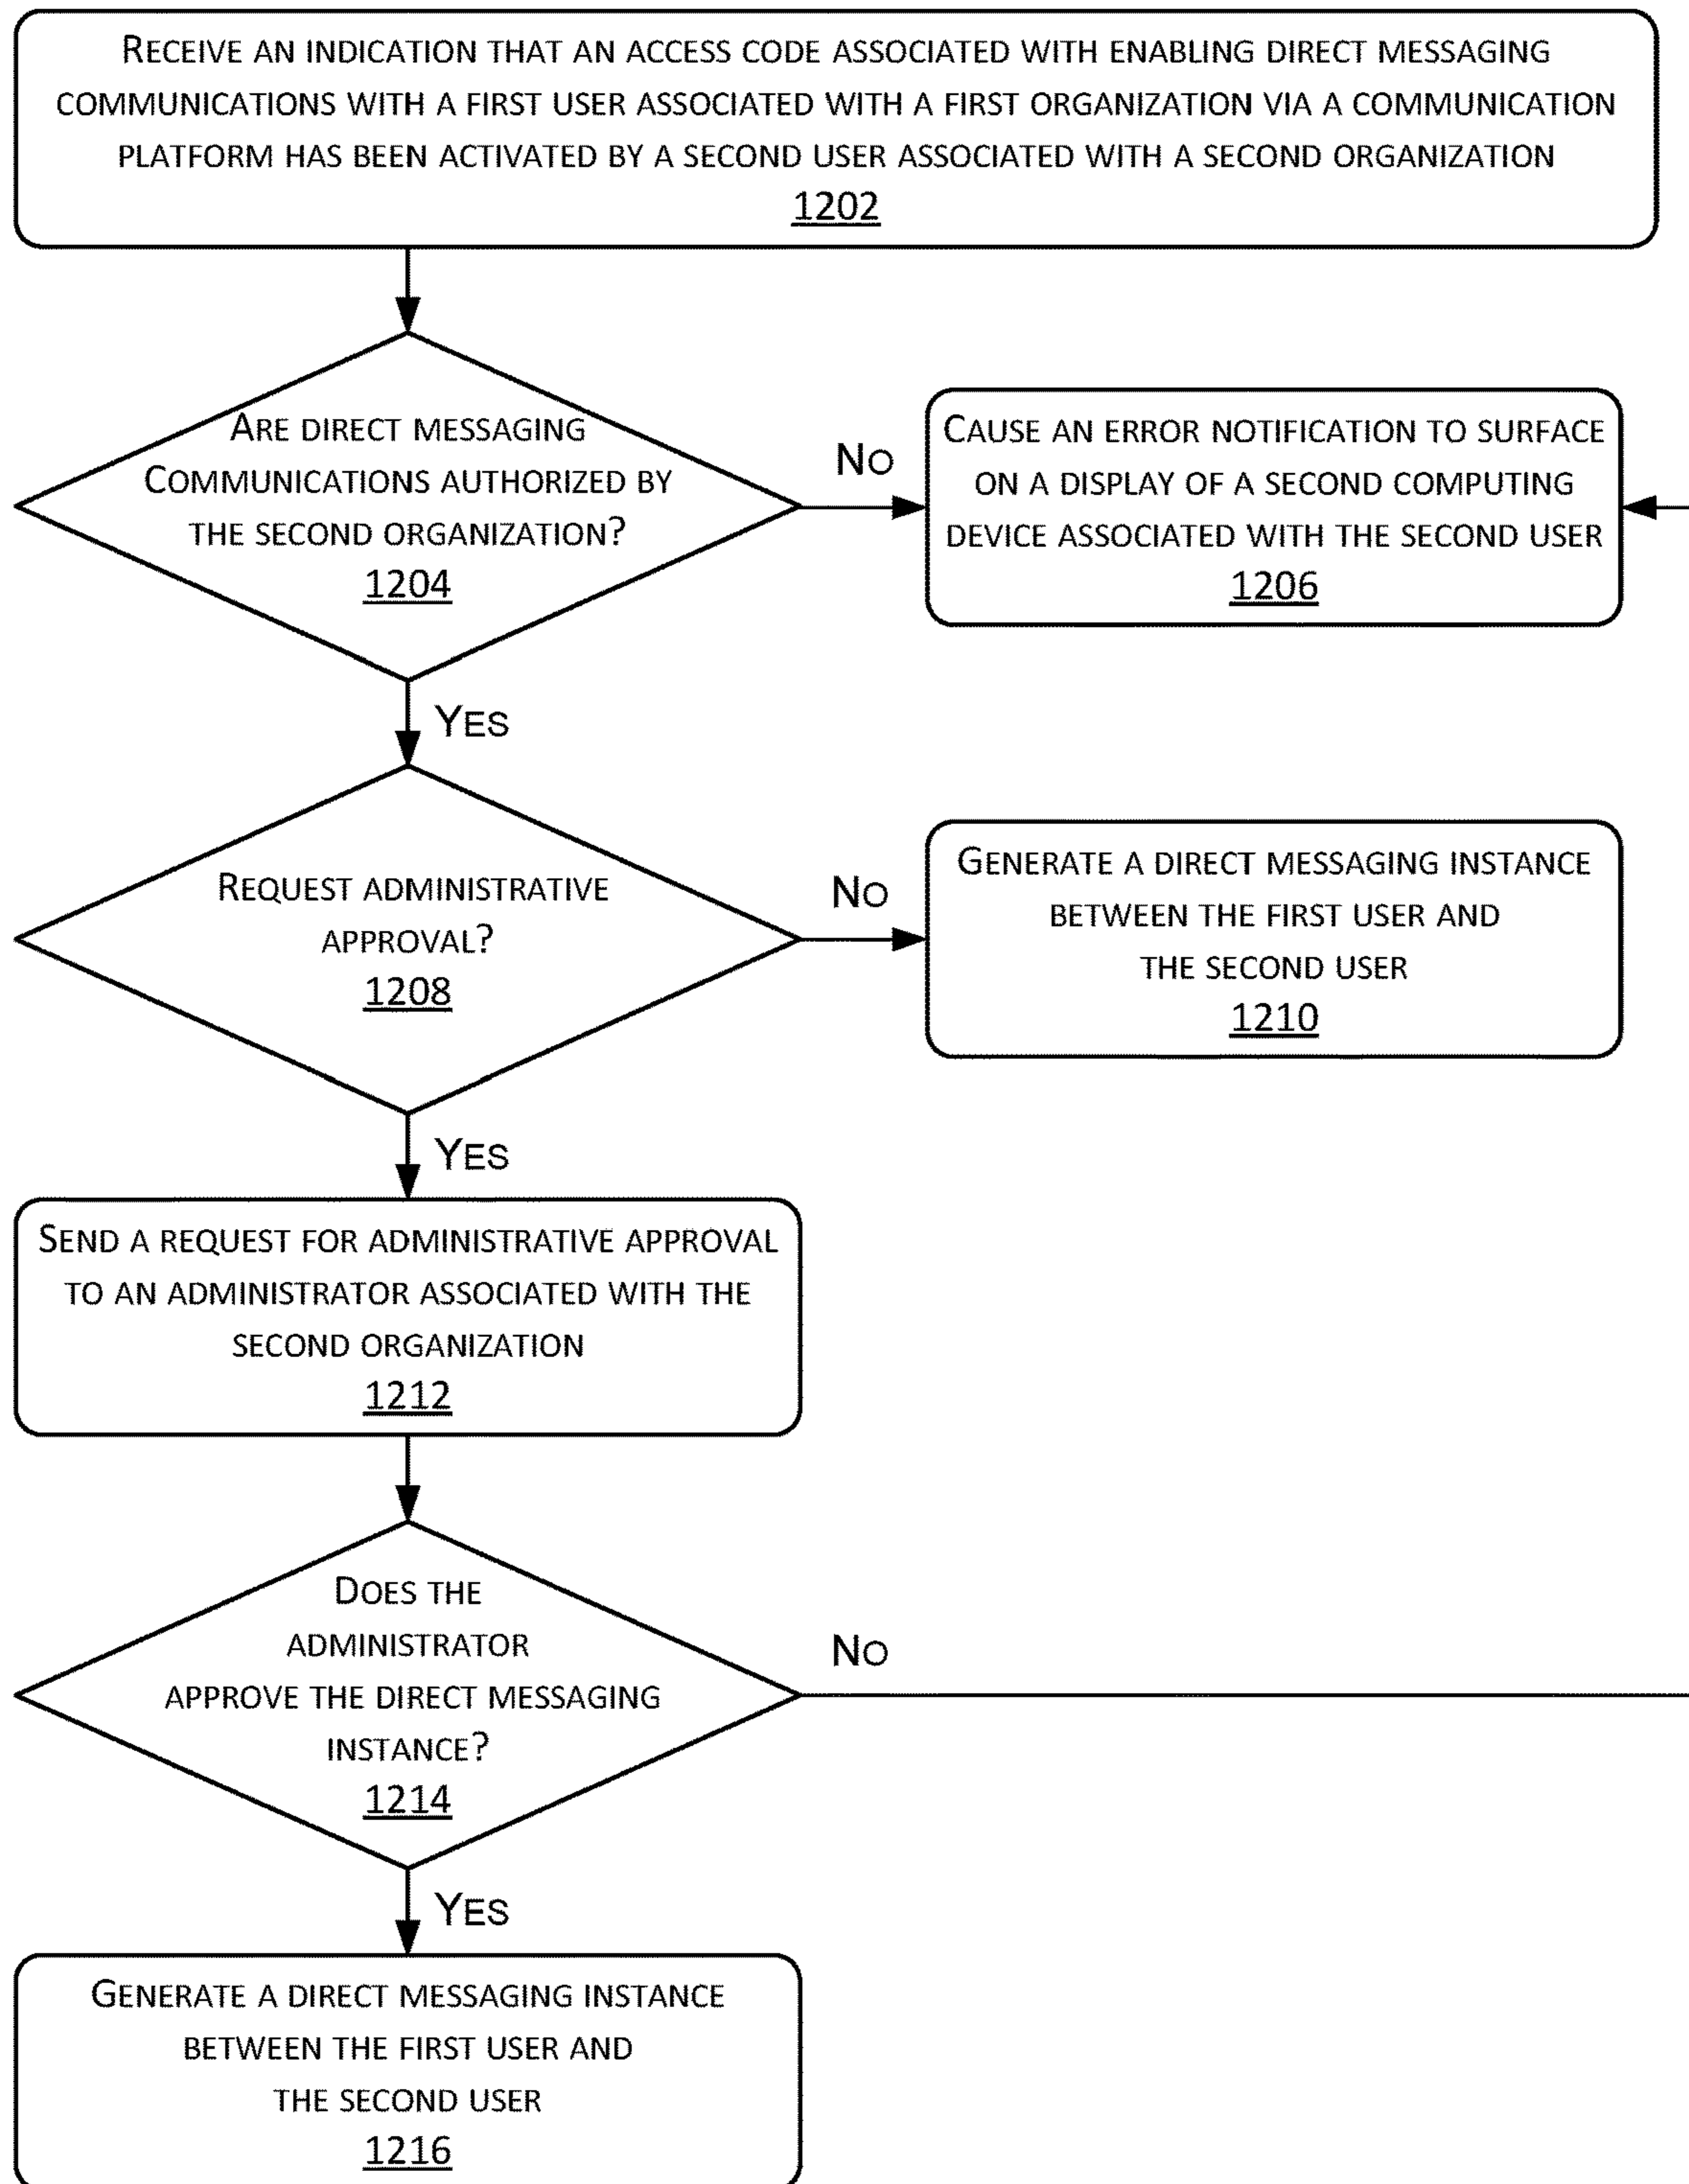 RECEIVE AN INDICATION THAT AN ACCESS CODE ASSOCIATED WITH ENABLING DIRECT MESSAGING
COMMUNICATIONS WITH A FIRST USER ASSOCIATED WITH A FIRST ORGANIZATION VIA A COMMUNICATION
PLATFORM HAS BEEN ACTIVATED BY A SECOND USER ASSOCIATED WITH A SECOND ORGANIZATION
1202
ARE DIRECT MESSAGING
COMMUNICATIONS AUTHORIZED BY
THE SECOND ORGANIZATION?
1204
NO
CAUSE AN ERROR NOTIFICATION TO SURFACE
ON A DISPLAY OF A SECOND COMPUTING
DEVICE ASSOCIATED WITH THE SECOND USER
1206
YES
REQUEST ADMINISTRATIVE
APPROVAL?
1208
NO
GENERATE A DIRECT MESSAGING INSTANCE
BETWEEN THE FIRST USER AND
THE SECOND USER
1210
YES
SEND A REQUEST FOR ADMINISTRATIVE APPROVAL
TO AN ADMINISTRATOR ASSOCIATED WITH THE
SECOND ORGANIZATION
1212
DOES THE
ADMINISTRATOR
APPROVE THE DIRECT MESSAGING
INSTANCE?
1214
NO
YES
GENERATE A DIRECT MESSAGING INSTANCE
BETWEEN THE FIRST USER AND
THE SECOND USER
1216